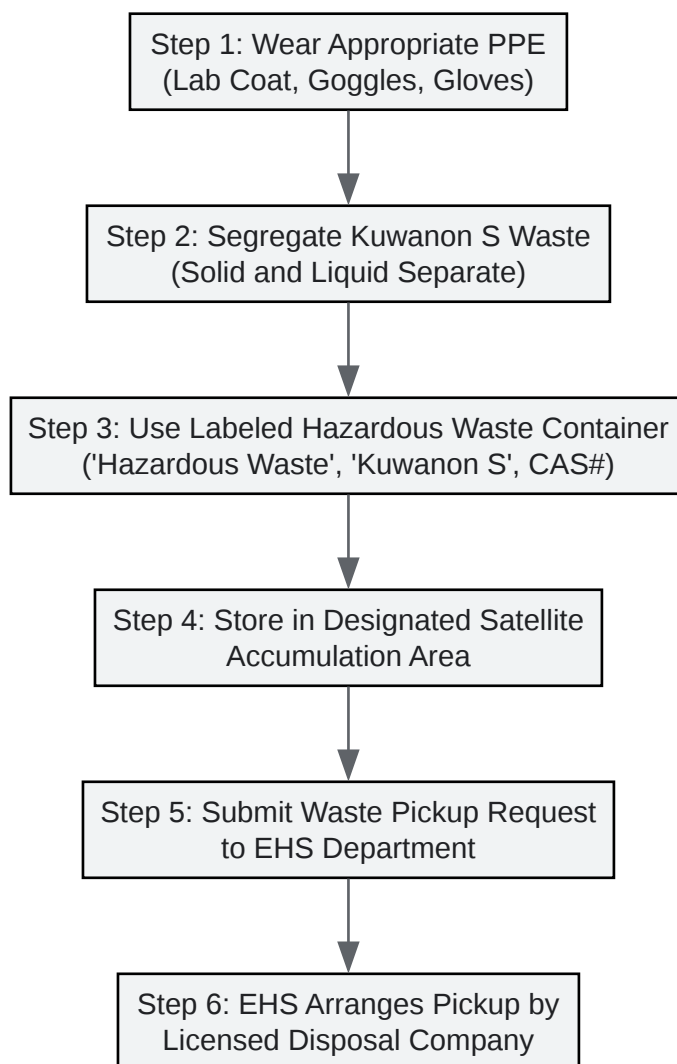 Step 1: Wear Appropriate PPE
(Lab Coat, Goggles, Gloves)
Step 2: Segregate Kuwanon S Waste
(Solid and Liquid Separate)
Step 3: Use Labeled Hazardous Waste Container
('Hazardous Waste', 'Kuwanon S', CAS#)
Step 4: Store in Designated Satellite
Accumulation Area
Step 5: Submit Waste Pickup Request
to EHS Department
Step 6: EHS Arranges Pickup by
Licensed Disposal Company